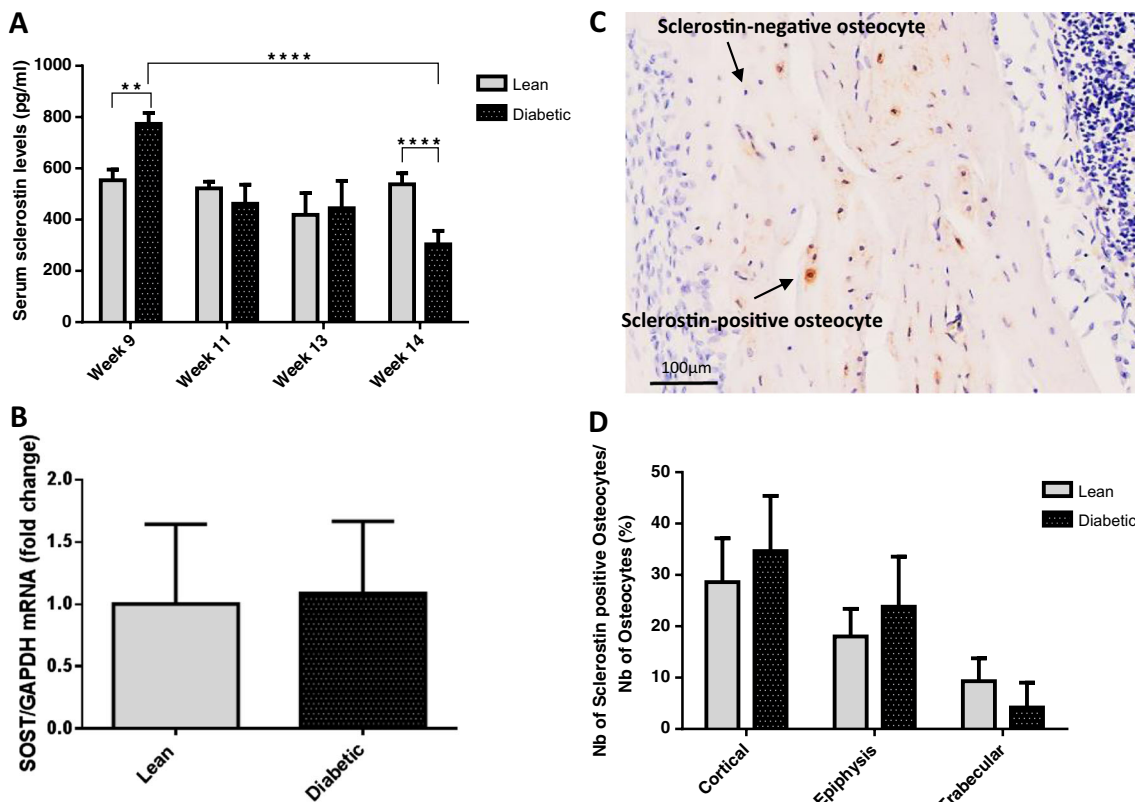 A
Serum sclerostin levels (pg/ml)
1000
800
600
400
200
0
**
****
****
Lean
Diabetic
Week 9
Week 11
Week 13
Week 14
C
Sclerostin-negative osteocyte
Sclerostin-positive osteocyte
100µm
B
SOST/GAPDH mRNA (fold change)
2.0
1.5
1.0
0.5
0.0
Lean
Diabetic
D
Nb of Sclerostin positive Osteocytes/
Nb of Osteocytes (%)
50
40
30
20
10
0
Lean
Diabetic
Cortical
Epiphysis
Trabecular